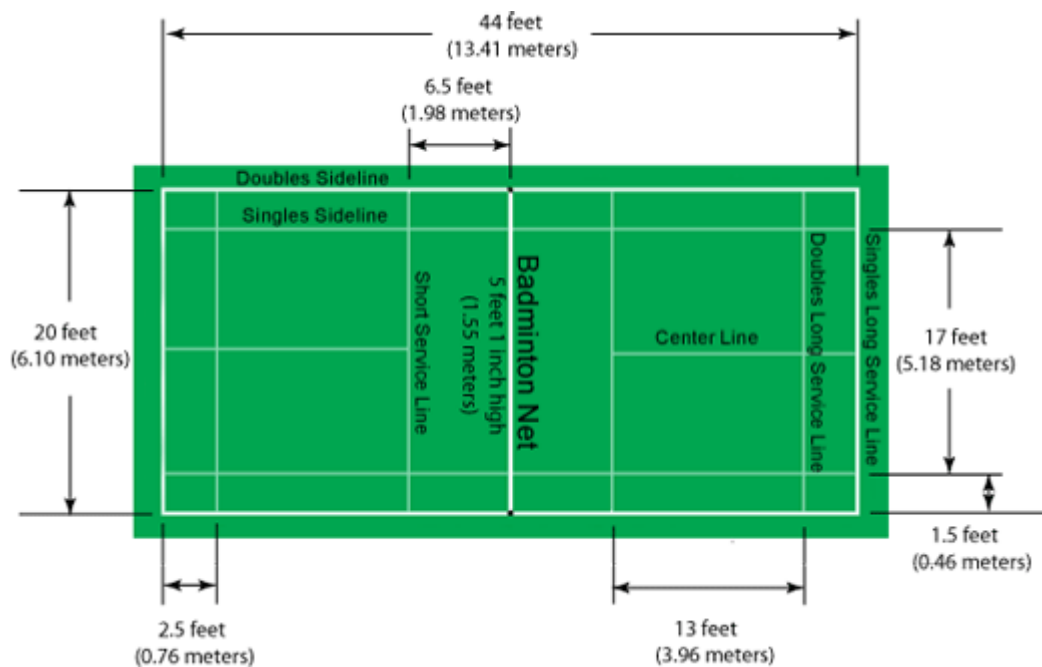 44 feet
(13.41 meters)
6.5 feet
(1.98 meters)
Doubles Sideline
Singles Sideline
20 feet
(6.10 meters)
Short Service Line
5 feet 1 inch high
(1.55 meters)
Badminton Net
Center Line
Doubles Long Service Line
Singles Long Service Line
17 feet
(5.18 meters)
1.5 feet
(0.46 meters)
2.5 feet
(0.76 meters)
13 feet
(3.96 meters)